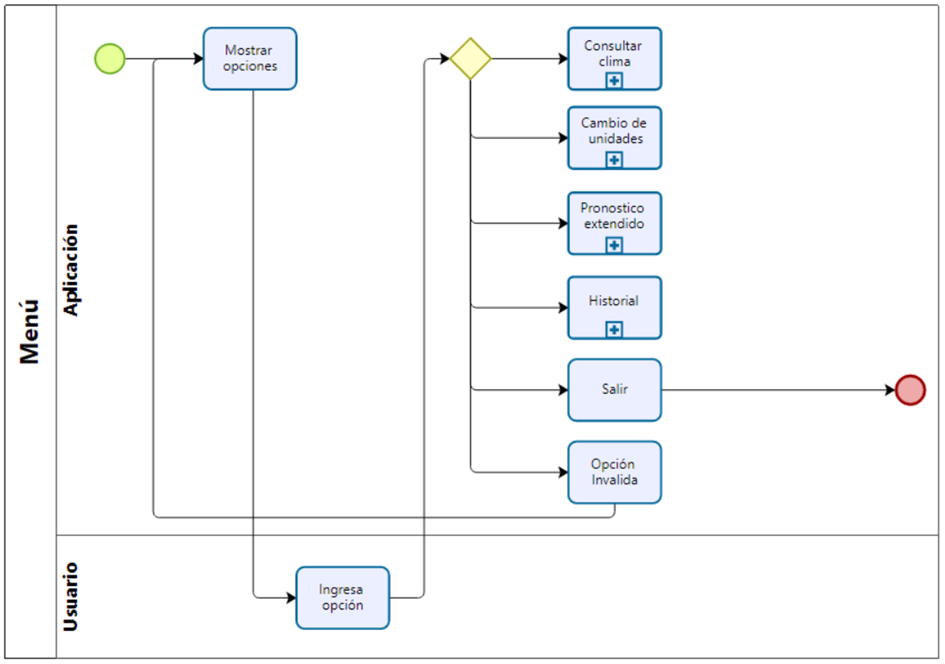 Menú
Aplicación
Mostrar
opciones
Consultar
clima
Cambio de
unidades
Pronostico
extendido
Historial
Salir
Opción
Invalida
Usuario
Ingresa
opción